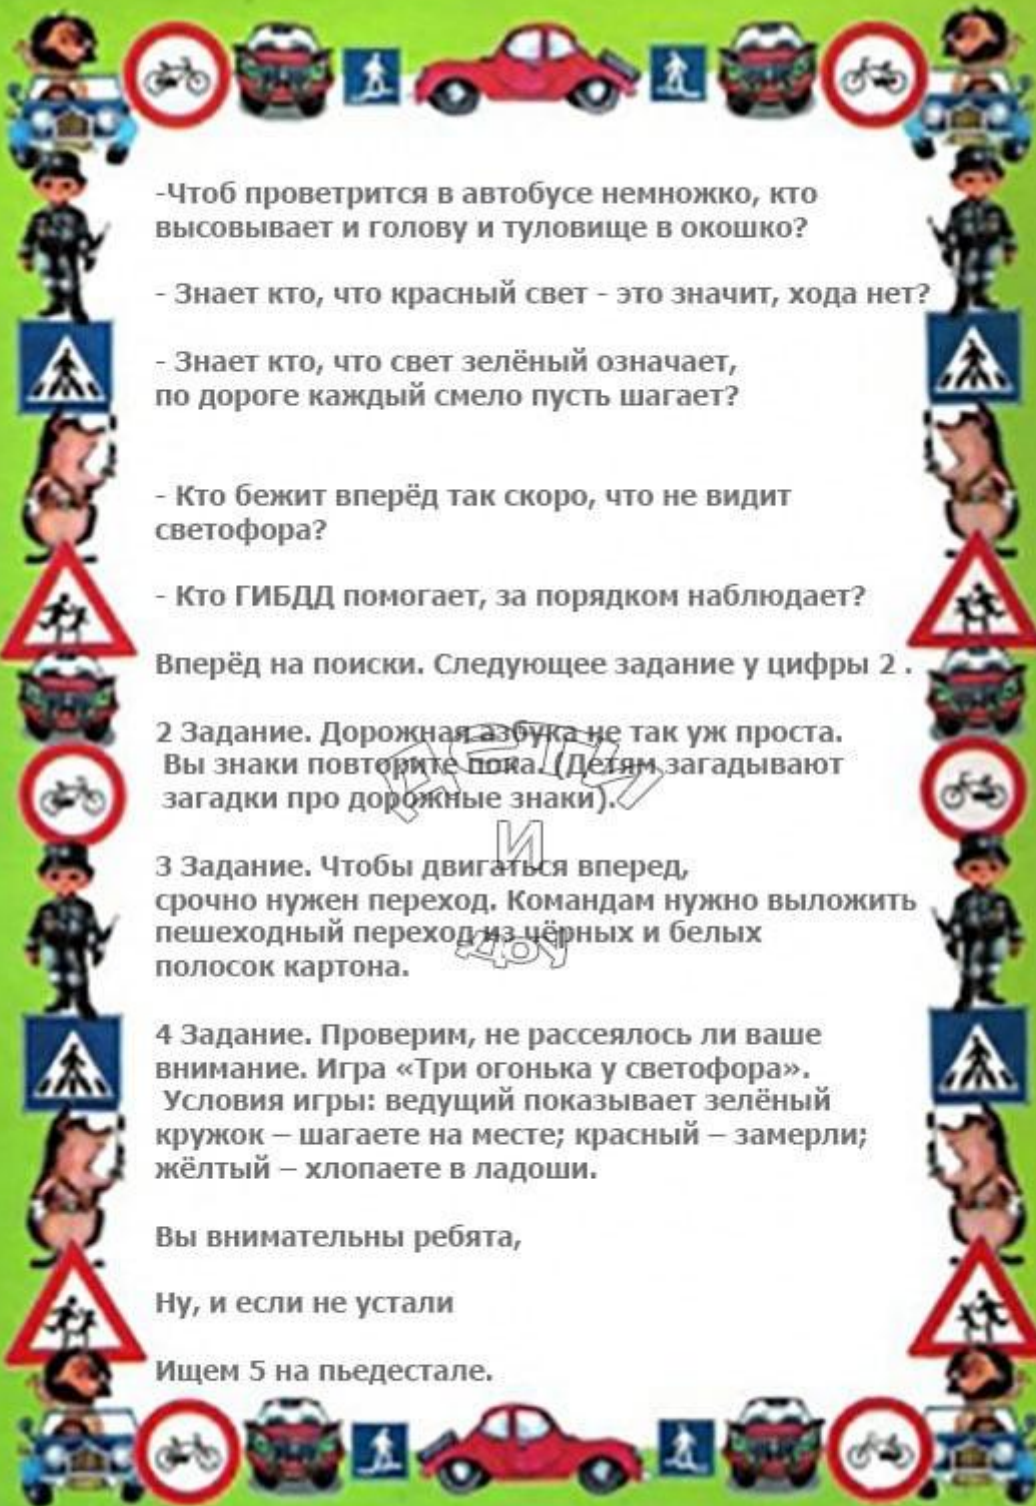 -Чтоб проветрится в автобусе немножко, кто
высовывает и голову и туловище в окошко?
- Знает кто, что красный свет - это значит, хода нет?
- Знает кто, что свет зелёный означает,
по дороге каждый смело пусть шагает?
- Кто бежит вперёд так скоро, что не видит
светофора?
- Кто ГИБДД помогает, за порядком наблюдает?
Вперёд на поиски. Следующее задание у цифры 2 .
2 Задание. Дорожная азбука не так уж проста.
Вы знаки повторите пока. (Детям загадывают
загадки про дорожные знаки).
3 Задание. Чтобы двигаться вперед,
срочно нужен переход. Командам нужно выложить
пешеходный переход из чёрных и белых
полосок картона.
4 Задание. Проверим, не рассеялось ли ваше
внимание. Игра «Три огонька у светофора».
Условия игры: ведущий показывает зелёный
кружок – шагаете на месте; красный – замерли;
жёлтый – хлопаете в ладоши.
Вы внимательны ребята,
Ну, и если не устали
Ищем 5 на пьедестале.
дети
и
доу